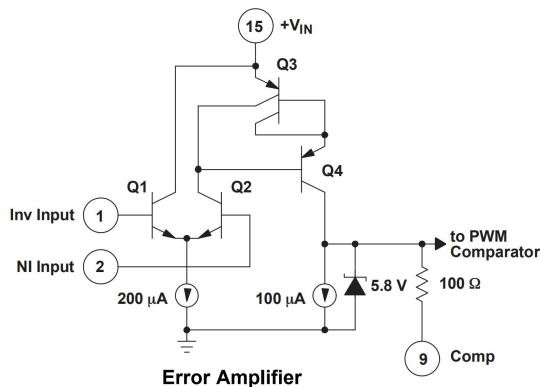 15 +VIN
Q3
Q4
Q1 Q2
Inv Input 1
NI Input 2
to PWM
Comparator
200 µA 100 µA 5.8 V 100 Ω
9 Comp
Error Amplifier